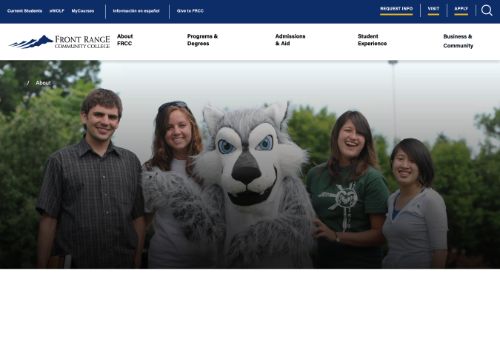 Current Students eWOLF MyCourses Información en español Give to FRCC REQUEST INFO VISIT APPLY
FRONT RANGE
COMMUNITY COLLEGE
About
FRCC
Programs &
Degrees
Admissions
& Aid
Student
Experience
Business &
Community
/ About